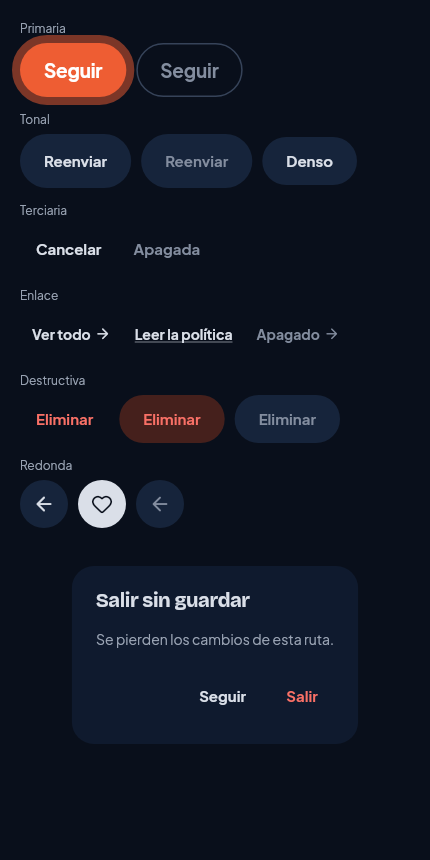 Primaria
Seguir Seguir
Tonal
Reenviar Reenviar Denso
Terciaria
Cancelar Apagada
Enlace
Ver todo → Leer la política Apagado →
Destructiva
Eliminar Eliminar Eliminar
Redonda
Salir sin guardar
Se pierden los cambios de esta ruta.
Seguir Salir